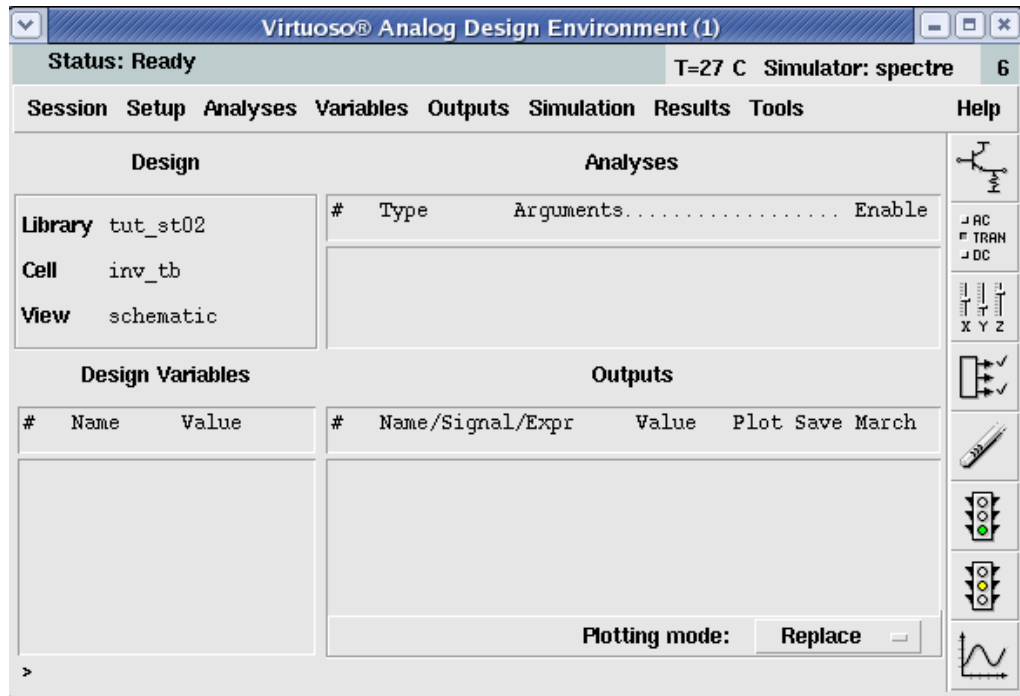 Virtuoso® Analog Design Environment (1)
Status: Ready
T=27 C Simulator: spectre 6
Session Setup Analyses Variables Outputs Simulation Results Tools Help
Design
Library tut_st02
Cell inv_tb
View schematic
Analyses
# Type Arguments.................. Enable
Design Variables
# Name Value
Outputs
# Name/Signal/Expr Value Plot Save March
Plotting mode: Replace
>
AC
TRAN
DC
X Y Z